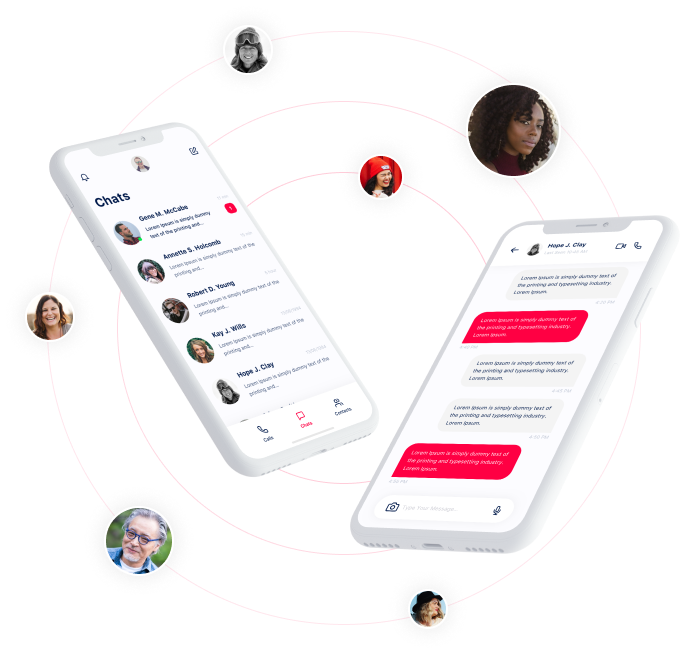 Chats
Gene M. McCabe
Lorem Ipsum is simply dummy
text of the printing and...
1
Annette S. Holcomb
Lorem Ipsum is simply dummy text of the
printing and...
Robert D. Young
Lorem Ipsum is simply dummy text of the
printing and...
Kay J. Wills
Lorem Ipsum is simply dummy text of the
printing and...
Hope J. Clay
Lorem Ipsum is simply dummy text of the
printing and...
Calls
Chats
Contacts
Hope J. Clay
Lorem Ipsum is simply dummy text of
the printing and typesetting industry.
Lorem Ipsum.
Lorem Ipsum is simply dummy text of
the printing and typesetting industry.
Lorem Ipsum.
Lorem Ipsum is simply dummy text of
the printing and typesetting industry.
Lorem Ipsum.
Lorem Ipsum is simply dummy text of
the printing and typesetting industry.
Lorem Ipsum.
Lorem Ipsum is simply dummy text of
the printing and typesetting industry.
Lorem Ipsum.
Type Your Message...